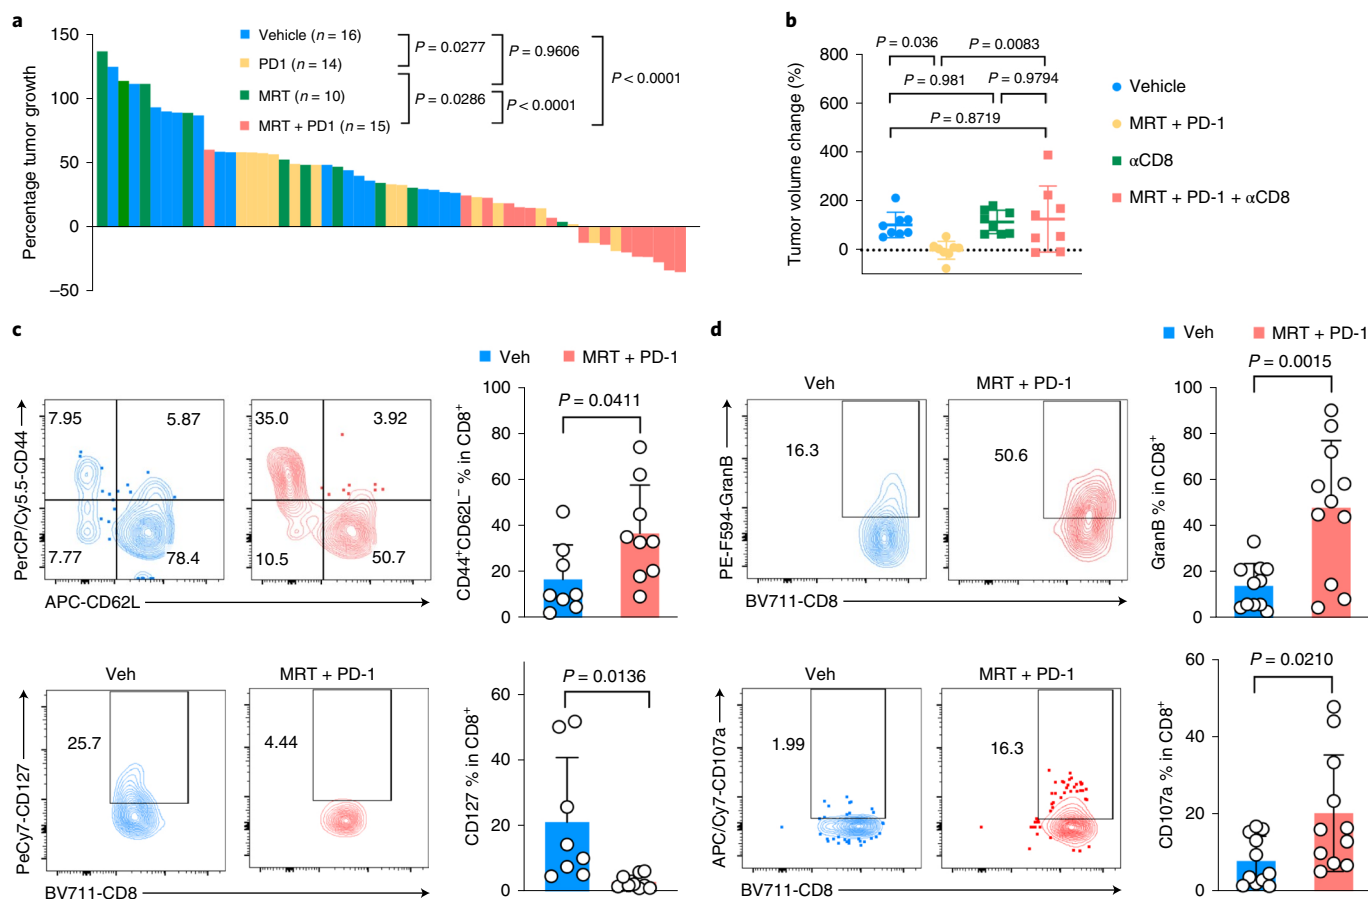 a
150
100
50
0
–50
Percentage tumor growth
Vehicle (n = 16)
PD1 (n = 14)
MRT (n = 10)
MRT + PD1 (n = 15)
P = 0.0277
P = 0.0286
P = 0.9606
P < 0.0001
P < 0.0001
b
800
600
400
200
0
Tumor volume change (%)
P = 0.036
P = 0.0083
P = 0.981
P = 0.9794
P = 0.8719
Vehicle
MRT + PD-1
αCD8
MRT + PD-1 + αCD8
c
Veh
MRT + PD-1
PerCP/Cy5.5-CD44
7.95
5.87
7.77
78.4
35.0
3.92
10.5
50.7
APC-CD62L
100
80
60
40
20
0
CD44⁺CD62L⁻ % in CD8⁺
P = 0.0411
Veh
MRT + PD-1
PeCy7-CD127
25.7
4.44
BV711-CD8
60
40
20
0
CD127 % in CD8⁺
P = 0.0136
d
Veh
MRT + PD-1
Veh
MRT + PD-1
PE-F594-GranB
16.3
50.6
BV711-CD8
100
80
60
40
20
0
GranB % in CD8⁺
P = 0.0015
Veh
MRT + PD-1
APC/Cy7-CD107a
1.99
16.3
BV711-CD8
60
40
20
0
CD107a % in CD8⁺
P = 0.0210